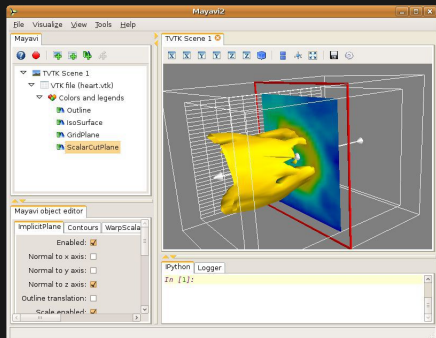 Mayavi2
File Visualize View Tools Help
Mayavi
TVTK Scene 1
VTK file (heart.vtk)
Colors and legends
Outline
IsoSurface
GridPlane
ScalarCutPlane
Mayavi object editor
ImplicitPlane Contours WarpScala
Enabled:
Normal to x axis:
Normal to y axis:
Normal to z axis:
Outline translation:
Scale enabled:
TVTK Scene 1
X X Y Y Z Z
IPython Logger
In [1]: